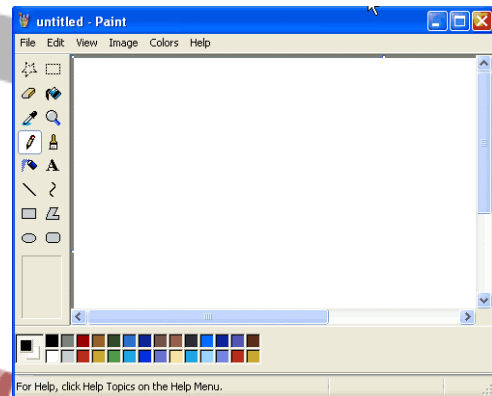 untitled - Paint
File Edit View Image Colors Help
A
For Help, click Help Topics on the Help Menu.